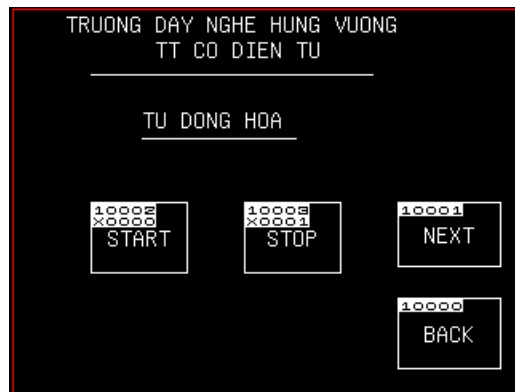 TRUONG DAY NGHE HUNG VUONG
TT CO DIEN TU
TU DONG HOA
10002
X0000
START
10003
X0001
STOP
10001
NEXT
10000
BACK